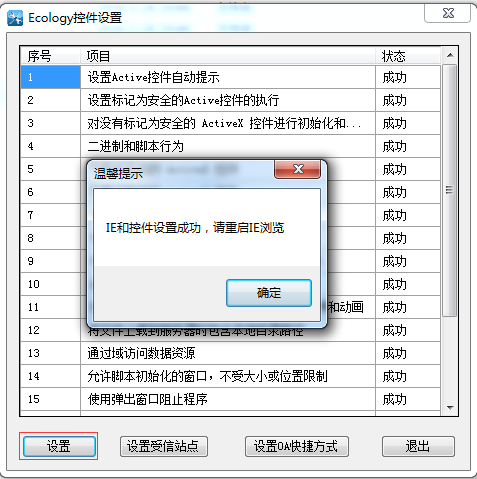 Ecology控件设置
序号 项目 状态
1 设置Active控件自动提示 成功
2 设置标记为安全的Active控件的执行 成功
3 对没有标记为安全的 ActiveX 控件进行初始化和... 成功
4 二进制和脚本行为 成功
5 成功
6 成功
7 成功
8 成功
9 成功
10 成功
11 和动画 成功
12 将文件上载到服务器时包含本地目录路径 成功
13 通过域访问数据资源 成功
14 允许脚本初始化的窗口，不受大小或位置限制 成功
15 使用弹出窗口阻止程序 成功
温馨提示
IE和控件设置成功，请重启IE浏览
确定
设置 设置受信站点 设置OA快捷方式 退出